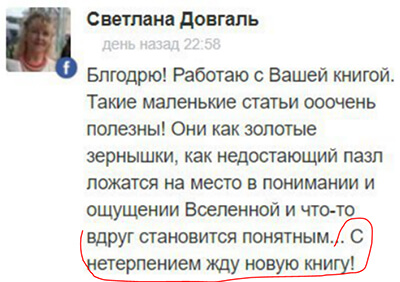 Светлана Довгаль
день назад 22:58
Блгодрю! Работаю с Вашей книгой.
Такие маленькие статьи ооочень
полезны! Они как золотые
зернышки, как недостающий пазл
ложатся на место в понимании и
ощущении Вселенной и что-то
вдруг становится понятным... С
нетерпением жду новую книгу!